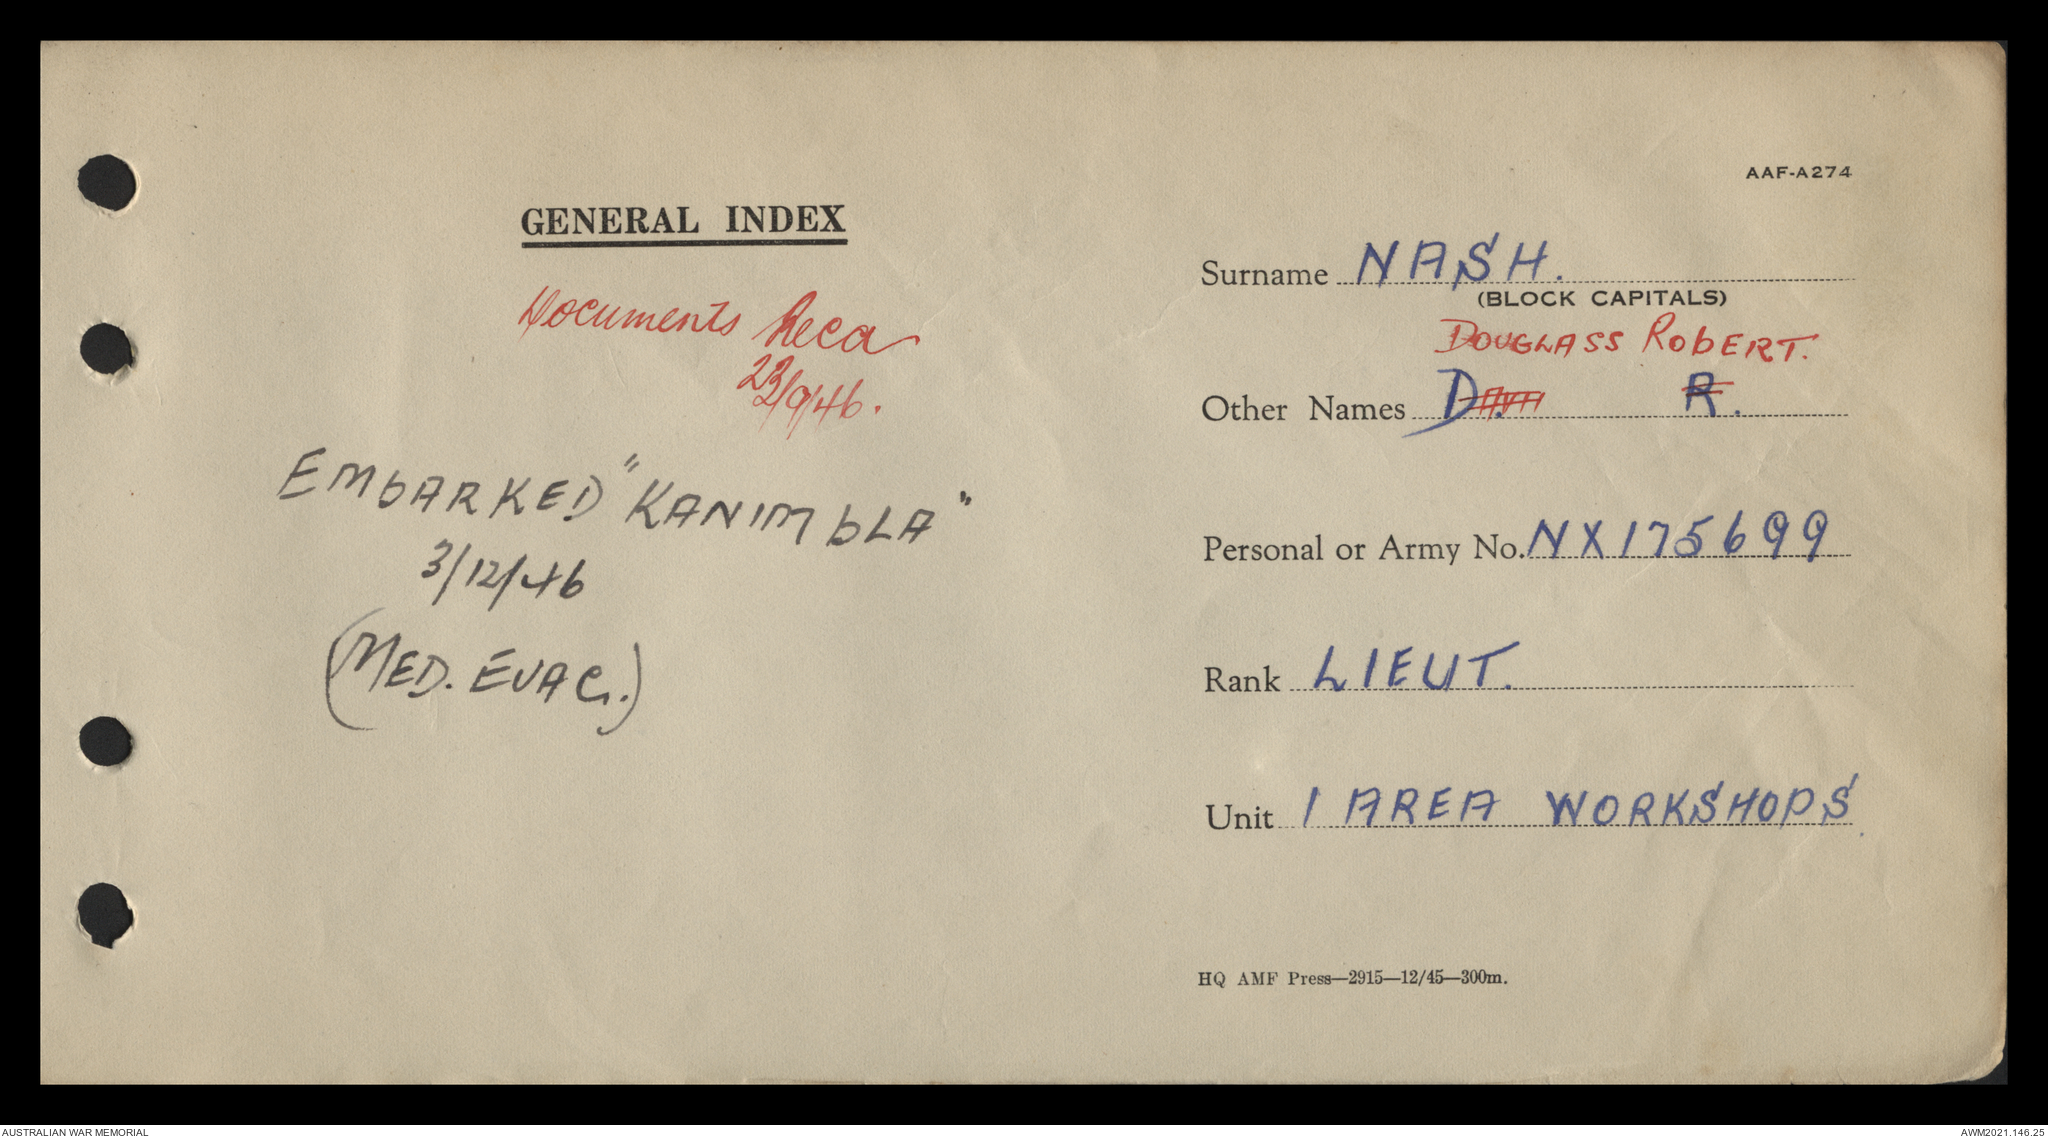 AAF-A274
GENERAL INDEX
Documents Recd
23/9/46.
EMbARKED "KANIMbLA"
3/12/46
(MED. EVAC.)
Surname NASH.
(BLOCK CAPITALS)
DOUGLASS ROBERT.
Other Names D. R.
Personal or Army No. NX175699
Rank LIEUT.
Unit 1 AREA WORKSHOPS
HQ AMF Press—2915—12/45—300m.
AUSTRALIAN WAR MEMORIAL
AWM2021.146.25